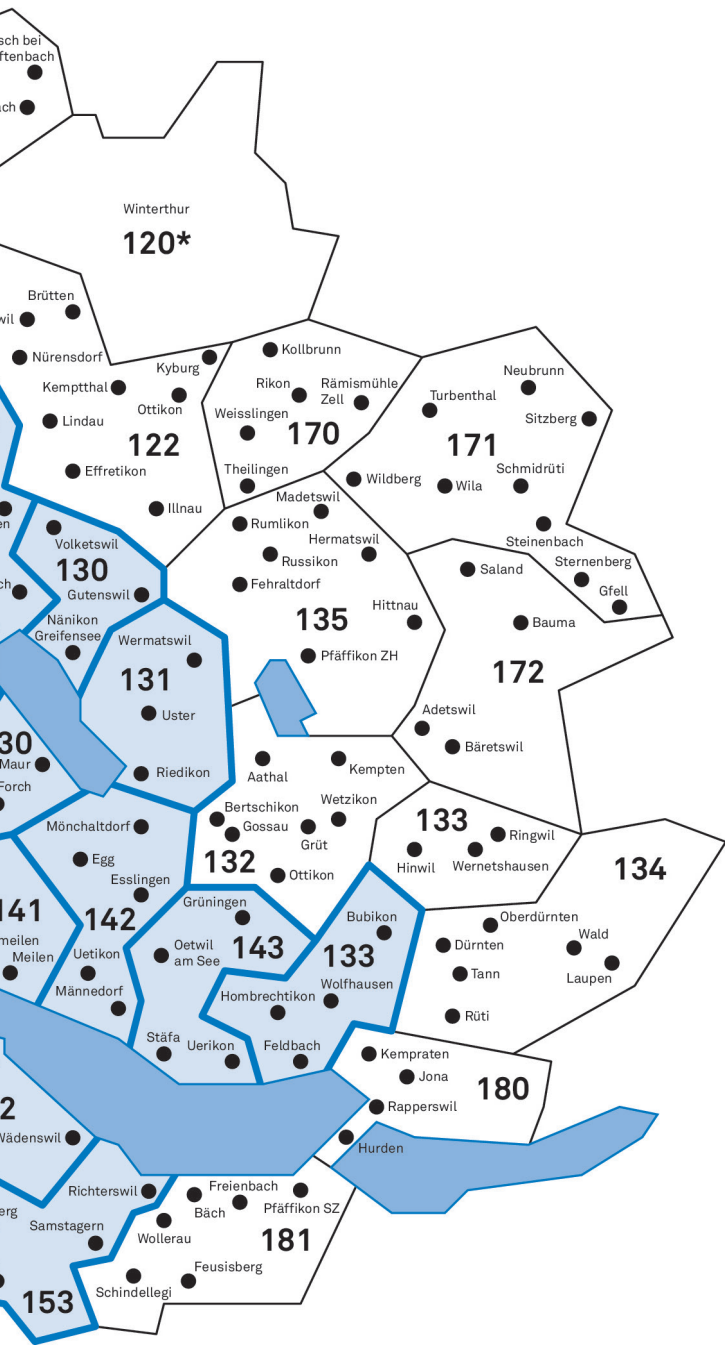 sch bei
ftenbach
ach
Winterthur
120*
Brütten
wil
Nürensdorf
Kyburg
Kemptthal
Ottikon
Lindau
122
Effretikon
Illnau
Kollbrunn
Rikon
Rämismühle
Zell
Weisslingen
170
Theilingen
Neubrunn
Turbenthal
Sitzberg
171
Wildberg
Wila
Schmidrüti
Steinenbach
Sternenberg
Gfell
Madetswil
Rumlikon
Hermatswil
Russikon
Fehraltdorf
Hittnau
135
Pfäffikon ZH
Saland
Bauma
172
Adetswil
Bäretswil
en
Volketswil
130
ch
Gutenswil
Nänikon
Greifensee
Wermatswil
131
Uster
Riedikon
30
Maur
Forch
Aathal
Kempten
Bertschikon
Wetzikon
Gossau
Grüt
132
Ottikon
133
Ringwil
Hinwil
Wernetshausen
134
Oberdürnten
Dürnten
Wald
Tann
Laupen
Rüti
Mönchaltdorf
Egg
Esslingen
141
142
meilen
Meilen
Uetikon
Männedorf
Grüningen
Oetwil
am See
143
Bubikon
133
Hombrechtikon
Wolfhausen
Stäfa
Uerikon
Feldbach
Kempraten
Jona
180
Rapperswil
Hurden
2
Wädenswil
Richterswil
erg
Samstagern
153
Freienbach
Bäch
Pfäffikon SZ
Wollerau
181
Feusisberg
Schindellegi